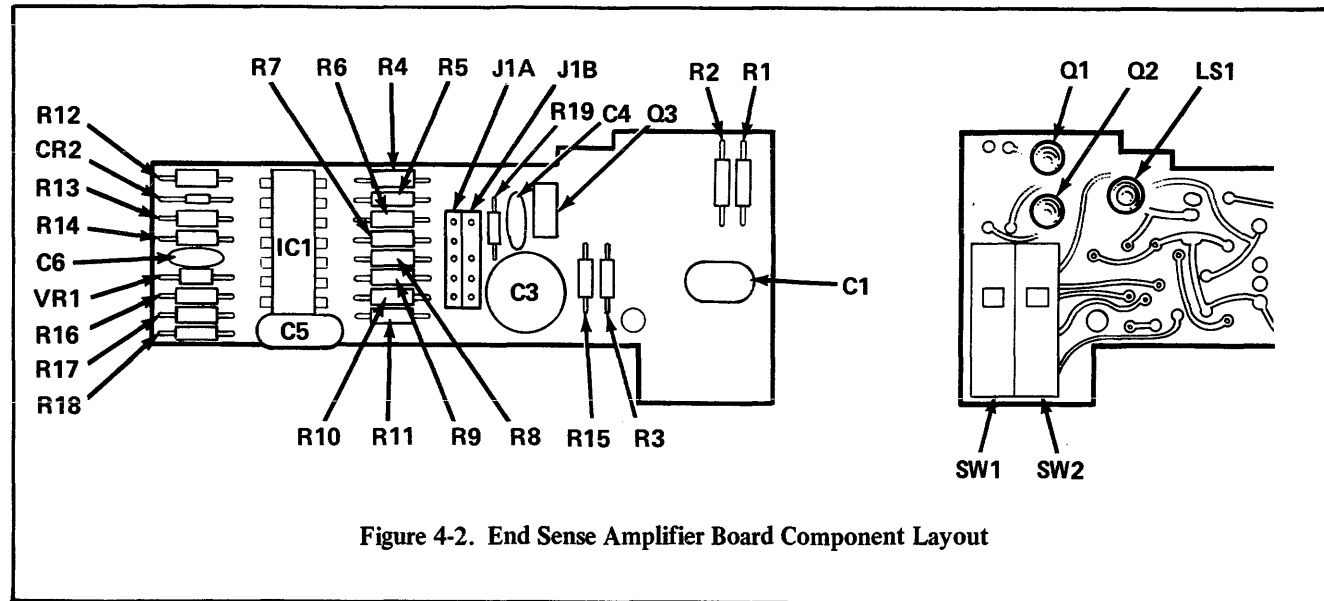 R7 R6 R4 R5 J1A J1B R2 R1 Q1 Q2 LS1
R19 C4 Q3
R12
CR2
R13
R14
C6
VR1
R16
R17
R18
IC1
C5
C3
C1
R10 R11 R9 R8 R15 R3
SW1 SW2
Figure 4-2. End Sense Amplifier Board Component Layout